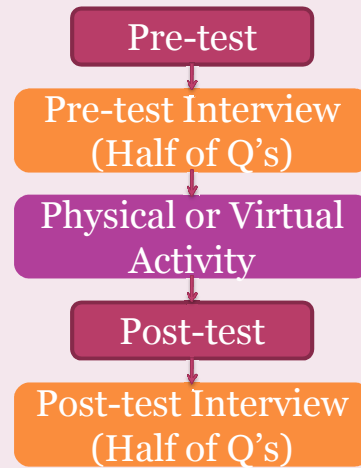 Pre-test
Pre-test Interview
(Half of Q’s)
Physical or Virtual
Activity
Post-test
Post-test Interview
(Half of Q’s)